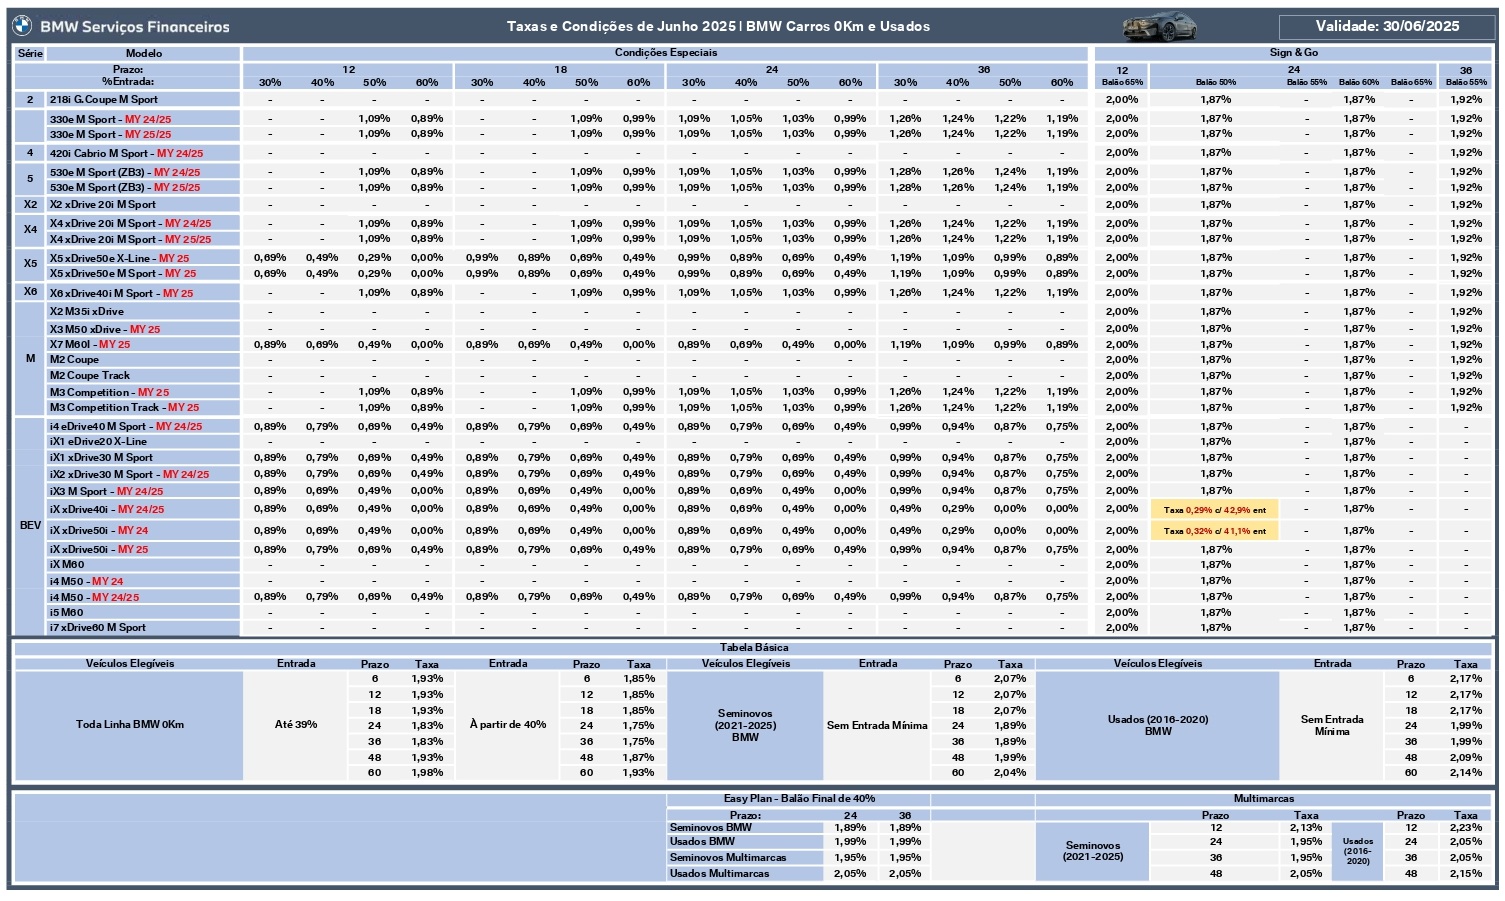 BMW Serviços Financeiros Taxas e Condições de Junho 2025 | BMW Carros 0Km e Usados Validade: 30/06/2025
Série Modelo Condições Especiais Sign & Go
Prazo: 12 18 24 36 12 24 36
%Entrada: 30% 40% 50% 60% 30% 40% 50% 60% 30% 40% 50% 60% 30% 40% 50% 60% Balão 65% Balão 50% Balão 55% Balão 60% Balão 65% Balão 55%
2 218i G.Coupe M Sport - - - - - - - - - - - - - - - - 2,00% 1,87% - 1,87% - 1,92%
330e M Sport - MY 24/25 - - 1,09% 0,89% - - 1,09% 0,99% 1,09% 1,05% 1,03% 0,99% 1,26% 1,24% 1,22% 1,19% 2,00% 1,87% - 1,87% - 1,92%
330e M Sport - MY 25/25 - - 1,09% 0,89% - - 1,09% 0,99% 1,09% 1,05% 1,03% 0,99% 1,26% 1,24% 1,22% 1,19% 2,00% 1,87% - 1,87% - 1,92%
4 420i Cabrio M Sport - MY 24/25 - - - - - - - - - - - - - - - - 2,00% 1,87% - 1,87% - 1,92%
5 530e M Sport (ZB3) - MY 24/25 - - 1,09% 0,89% - - 1,09% 0,99% 1,09% 1,05% 1,03% 0,99% 1,28% 1,26% 1,24% 1,19% 2,00% 1,87% - 1,87% - 1,92%
530e M Sport (ZB3) - MY 25/25 - - 1,09% 0,89% - - 1,09% 0,99% 1,09% 1,05% 1,03% 0,99% 1,28% 1,26% 1,24% 1,19% 2,00% 1,87% - 1,87% - 1,92%
X2 X2 xDrive 20i M Sport - - - - - - - - - - - - - - - - 2,00% 1,87% - 1,87% - 1,92%
X4 X4 xDrive 20i M Sport - MY 24/25 - - 1,09% 0,89% - - 1,09% 0,99% 1,09% 1,05% 1,03% 0,99% 1,26% 1,24% 1,22% 1,19% 2,00% 1,87% - 1,87% - 1,92%
X4 xDrive 20i M Sport - MY 25/25 - - 1,09% 0,89% - - 1,09% 0,99% 1,09% 1,05% 1,03% 0,99% 1,26% 1,24% 1,22% 1,19% 2,00% 1,87% - 1,87% - 1,92%
X5 X5 xDrive50e X-Line - MY 25 0,69% 0,49% 0,29% 0,00% 0,99% 0,89% 0,69% 0,49% 0,99% 0,89% 0,69% 0,49% 1,19% 1,09% 0,99% 0,89% 2,00% 1,87% - 1,87% - 1,92%
X5 xDrive50e M Sport - MY 25 0,69% 0,49% 0,29% 0,00% 0,99% 0,89% 0,69% 0,49% 0,99% 0,89% 0,69% 0,49% 1,19% 1,09% 0,99% 0,89% 2,00% 1,87% - 1,87% - 1,92%
X6 X6 xDrive40i M Sport - MY 25 - - 1,09% 0,89% - - 1,09% 0,99% 1,09% 1,05% 1,03% 0,99% 1,26% 1,24% 1,22% 1,19% 2,00% 1,87% - 1,87% - 1,92%
M X2 M35i xDrive - - - - - - - - - - - - - - - - 2,00% 1,87% - 1,87% - 1,92%
X3 M50 xDrive - MY 25 - - - - - - - - - - - - - - - - 2,00% 1,87% - 1,87% - 1,92%
X7 M60I - MY 25 0,89% 0,69% 0,49% 0,00% 0,89% 0,69% 0,49% 0,00% 0,89% 0,69% 0,49% 0,00% 1,19% 1,09% 0,99% 0,89% 2,00% 1,87% - 1,87% - 1,92%
M2 Coupe - - - - - - - - - - - - - - - - 2,00% 1,87% - 1,87% - 1,92%
M2 Coupe Track - - - - - - - - - - - - - - - - 2,00% 1,87% - 1,87% - 1,92%
M3 Competition - MY 25 - - 1,09% 0,89% - - 1,09% 0,99% 1,09% 1,05% 1,03% 0,99% 1,26% 1,24% 1,22% 1,19% 2,00% 1,87% - 1,87% - 1,92%
M3 Competition Track - MY 25 - - 1,09% 0,89% - - 1,09% 0,99% 1,09% 1,05% 1,03% 0,99% 1,26% 1,24% 1,22% 1,19% 2,00% 1,87% - 1,87% - 1,92%
BEV i4 eDrive40 M Sport - MY 24/25 0,89% 0,79% 0,69% 0,49% 0,89% 0,79% 0,69% 0,49% 0,89% 0,79% 0,69% 0,49% 0,99% 0,94% 0,87% 0,75% 2,00% 1,87% - 1,87% - -
iX1 eDrive20 X-Line - - - - - - - - - - - - - - - - 2,00% 1,87% - 1,87% - -
iX1 xDrive30 M Sport 0,89% 0,79% 0,69% 0,49% 0,89% 0,79% 0,69% 0,49% 0,89% 0,79% 0,69% 0,49% 0,99% 0,94% 0,87% 0,75% 2,00% 1,87% - 1,87% - -
iX2 xDrive30 M Sport - MY 24/25 0,89% 0,79% 0,69% 0,49% 0,89% 0,79% 0,69% 0,49% 0,89% 0,79% 0,69% 0,49% 0,99% 0,94% 0,87% 0,75% 2,00% 1,87% - 1,87% - -
iX3 M Sport - MY 24/25 0,89% 0,69% 0,49% 0,00% 0,89% 0,69% 0,49% 0,00% 0,89% 0,69% 0,49% 0,00% 0,99% 0,94% 0,87% 0,75% 2,00% 1,87% - 1,87% - -
iX xDrive40i - MY 24/25 0,89% 0,69% 0,49% 0,00% 0,89% 0,69% 0,49% 0,00% 0,89% 0,69% 0,49% 0,00% 0,49% 0,29% 0,00% 0,00% 2,00% Taxa 0,29% c/ 42,9% ent - 1,87% - -
iX xDrive50i - MY 24 0,89% 0,69% 0,49% 0,00% 0,89% 0,69% 0,49% 0,00% 0,89% 0,69% 0,49% 0,00% 0,49% 0,29% 0,00% 0,00% 2,00% Taxa 0,32% c/ 41,1% ent - 1,87% - -
iX xDrive50i - MY 25 0,89% 0,79% 0,69% 0,49% 0,89% 0,79% 0,69% 0,49% 0,89% 0,79% 0,69% 0,49% 0,99% 0,94% 0,87% 0,75% 2,00% 1,87% - 1,87% - -
iX M60 - - - - - - - - - - - - - - - - 2,00% 1,87% - 1,87% - -
i4 M50 - MY 24 - - - - - - - - - - - - - - - - 2,00% 1,87% - 1,87% - -
i4 M50 - MY 24/25 0,89% 0,79% 0,69% 0,49% 0,89% 0,79% 0,69% 0,49% 0,89% 0,79% 0,69% 0,49% 0,99% 0,94% 0,87% 0,75% 2,00% 1,87% - 1,87% - -
i5 M60 - - - - - - - - - - - - - - - - 2,00% 1,87% - 1,87% - -
i7 xDrive60 M Sport - - - - - - - - - - - - - - - - 2,00% 1,87% - 1,87% - -
Tabela Básica
Veículos Elegíveis Entrada Prazo Taxa Entrada Prazo Taxa Veículos Elegíveis Entrada Prazo Taxa Veículos Elegíveis Entrada Prazo Taxa
6 1,93% 6 1,85% 6 2,07% 6 2,17%
12 1,93% 12 1,85% 12 2,07% 12 2,17%
18 1,93% 18 1,85% Seminovos 18 2,07% 18 2,17%
Toda Linha BMW 0Km Até 39% 24 1,83% À partir de 40% 24 1,75% (2021-2025) Sem Entrada Mínima 24 1,89% Usados (2016-2020) Sem Entrada 24 1,99%
36 1,83% 36 1,75% BMW 36 1,89% BMW Mínima 36 1,99%
48 1,93% 48 1,87% 48 1,99% 48 2,09%
60 1,98% 60 1,93% 60 2,04% 60 2,14%
Easy Plan - Balão Final de 40% Multimarcas
Prazo: 24 36 Prazo Taxa Prazo Taxa
Seminovos BMW 1,89% 1,89% 12 2,13% 12 2,23%
Usados BMW 1,99% 1,99% Seminovos 24 1,95% Usados 24 2,05%
Seminovos Multimarcas 1,95% 1,95% (2021-2025) 36 1,95% (2016- 36 2,05%
Usados Multimarcas 2,05% 2,05% 48 2,05% 2020) 48 2,15%